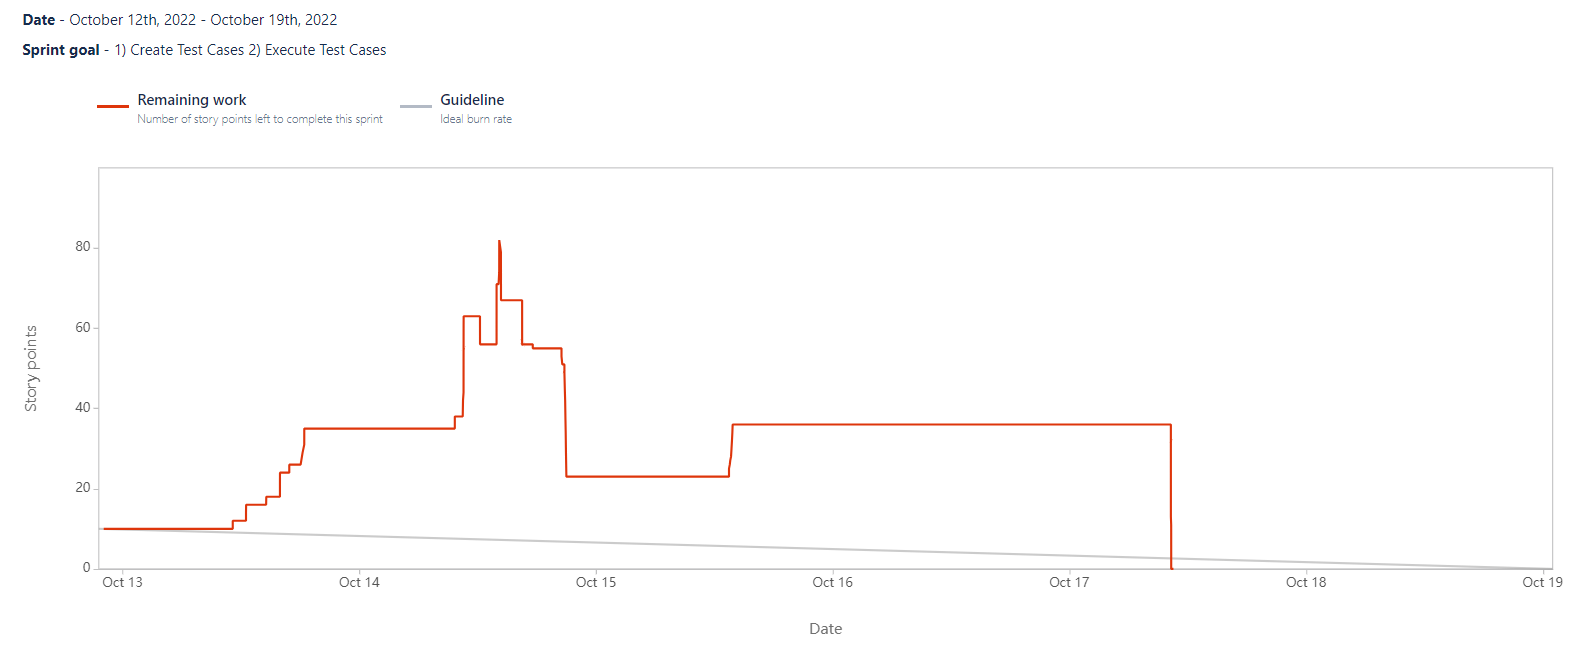 Date - October 12th, 2022 - October 19th, 2022
Sprint goal - 1) Create Test Cases 2) Execute Test Cases
Remaining work
Number of story points left to complete this sprint
Guideline
Ideal burn rate
Story points
80
60
40
20
0
Oct 13
Oct 14
Oct 15
Oct 16
Oct 17
Oct 18
Oct 19
Date